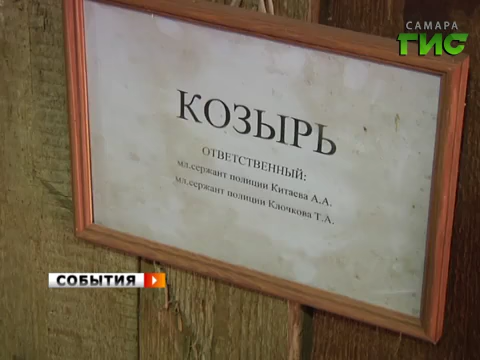 САМАРА
ГИС
КОЗЫРЬ
ОТВЕТСТВЕННЫЙ:
мл.сержант полиции Китаева А.А.
мл.сержант полиции Клочкова Т.А.
СОБЫТИЯ